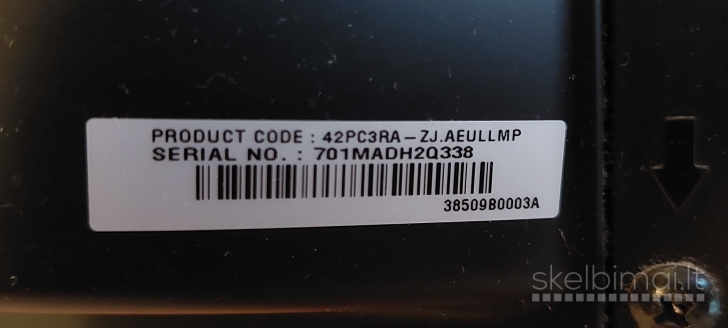 PRODUCT CODE : 42PC3RA-ZJ.AEULLMP
SERIAL NO. : 701MADH2Q338
38509B0003A
skelbimai.lt